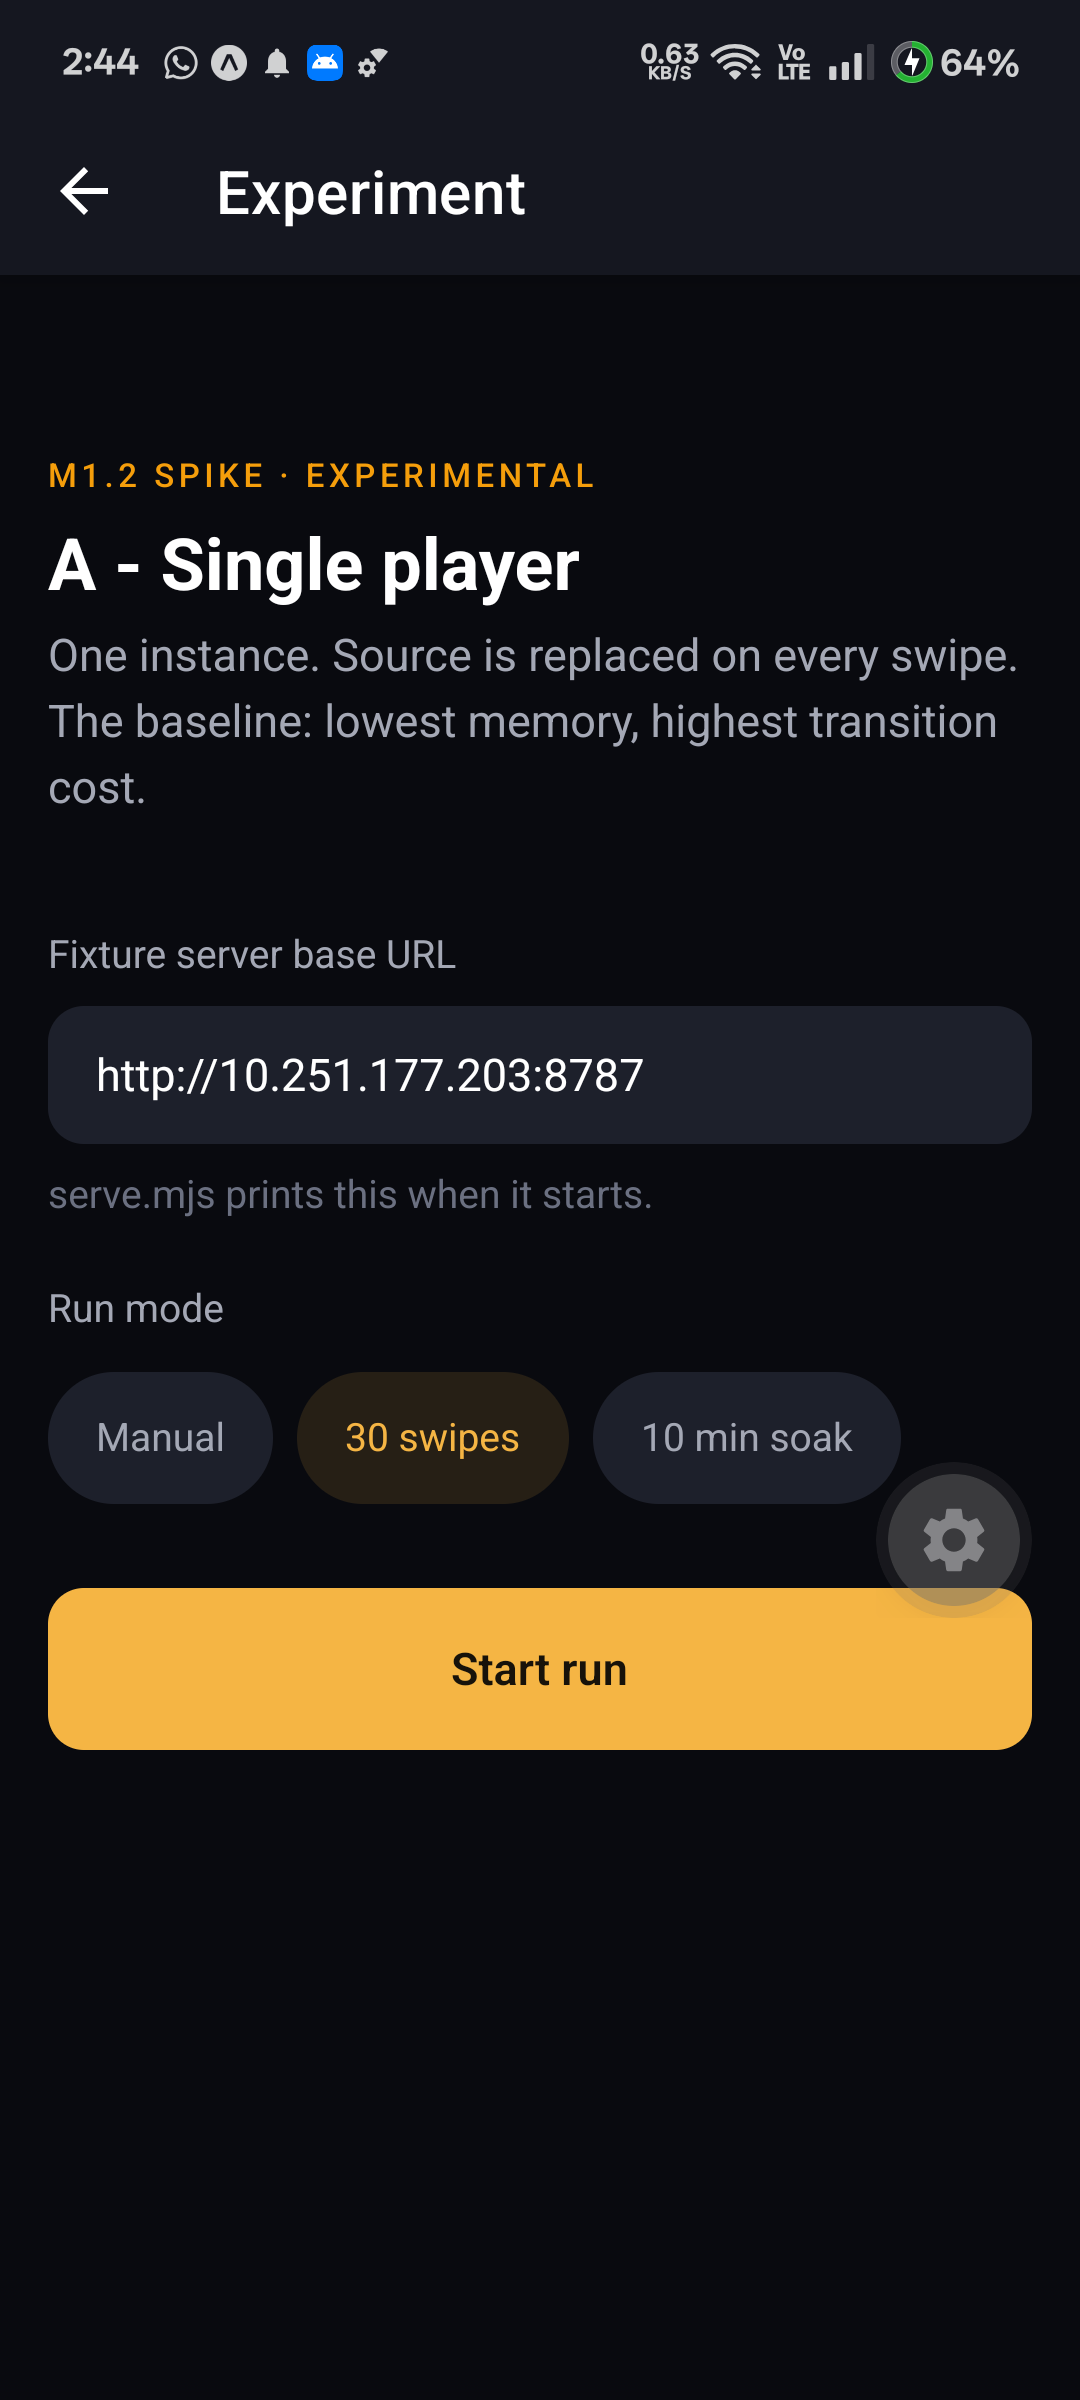 2:44
0.63 KB/S Vo LTE 64%
Experiment
M1.2 SPIKE · EXPERIMENTAL
A - Single player
One instance. Source is replaced on every swipe.
The baseline: lowest memory, highest transition
cost.
Fixture server base URL
http://10.251.177.203:8787
serve.mjs prints this when it starts.
Run mode
Manual 30 swipes 10 min soak
Start run